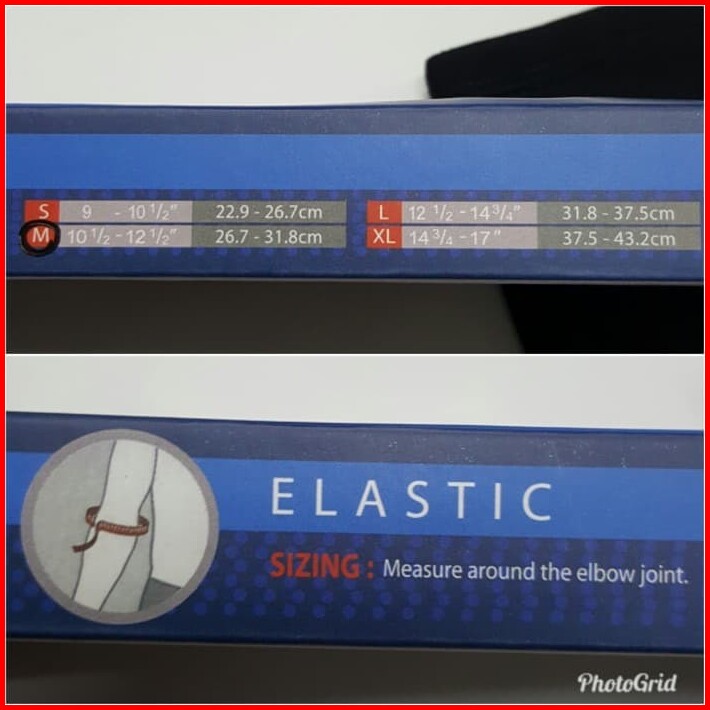 S 9 - 10 1/2" 22.9 - 26.7cm L 12 1/2 - 14 3/4" 31.8 - 37.5cm
M 10 1/2 - 12 1/2" 26.7 - 31.8cm XL 14 3/4 - 17" 37.5 - 43.2cm
ELASTIC
SIZING : Measure around the elbow joint.
PhotoGrid